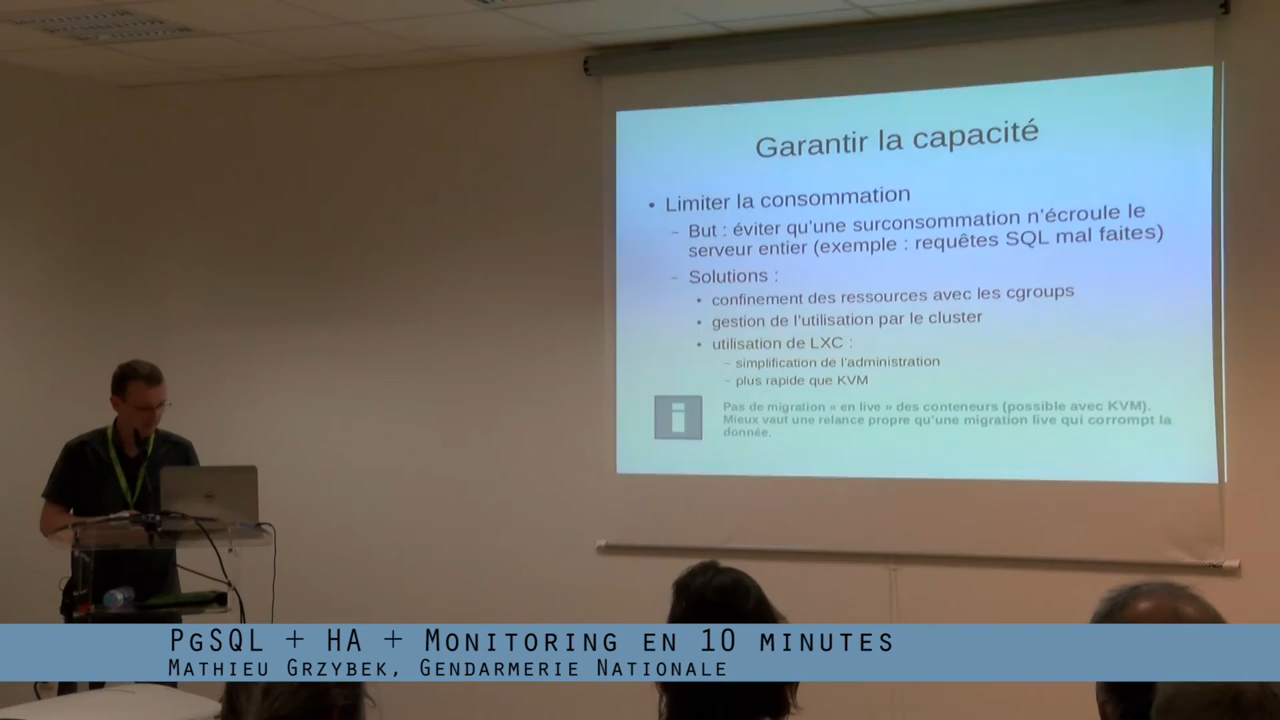 Garantir la capacité
• Limiter la consommation
– But : éviter qu'une surconsommation n'écroule le
serveur entier (exemple : requêtes SQL mal faites)
– Solutions :
• confinement des ressources avec les cgroups
• gestion de l'utilisation par le cluster
• utilisation de LXC :
– simplification de l'administration
– plus rapide que KVM
i
Pas de migration « en live » des conteneurs (possible avec KVM).
Mieux vaut une relance propre qu'une migration live qui corrompt la
donnée.
PgSQL + HA + Monitoring en 10 minutes
Mathieu Grzybek, Gendarmerie Nationale